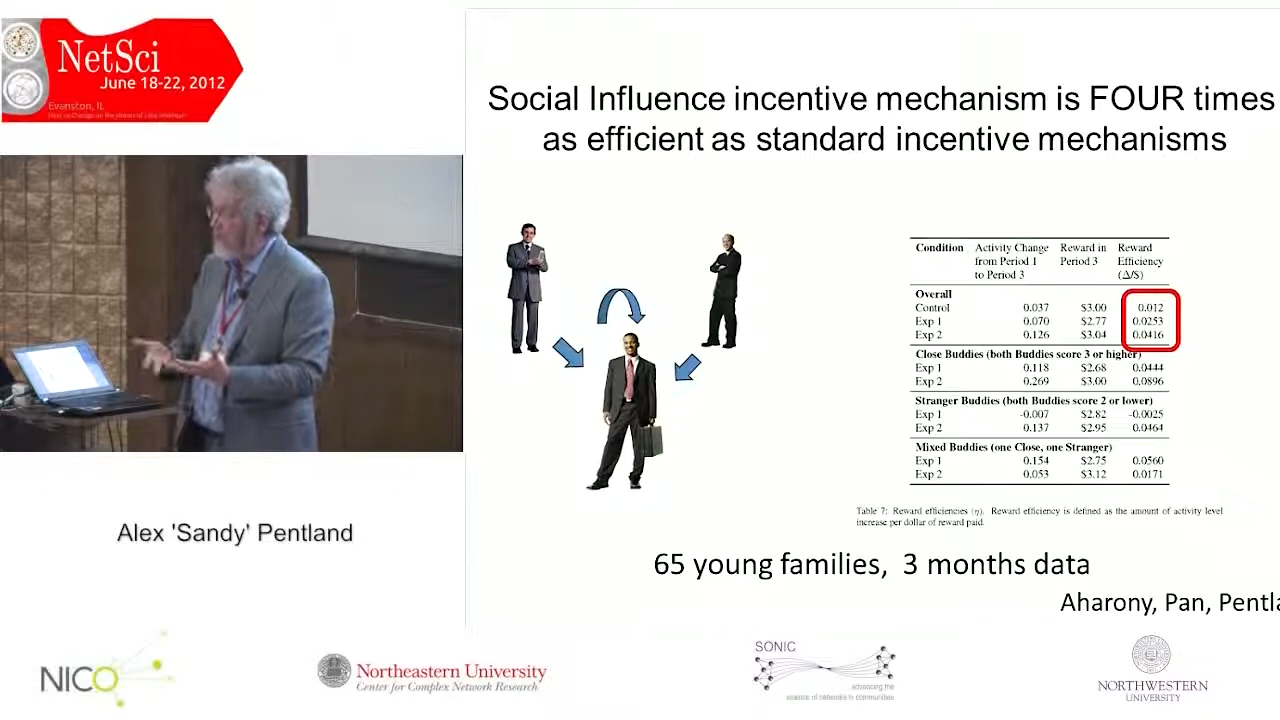 NetSci
June 18-22, 2012
Evanston, IL
Social Influence incentive mechanism is FOUR times
as efficient as standard incentive mechanisms
Condition Activity Change Reward in Reward
from Period 1 Period 3 Efficiency
to Period 3 (Δ/$)
Overall
Control 0.037 $3.00 0.012
Exp 1 0.070 $2.77 0.0253
Exp 2 0.126 $3.04 0.0416
Close Buddies (both Buddies score 3 or higher)
Exp 1 0.118 $2.68 0.0444
Exp 2 0.269 $3.00 0.0896
Stranger Buddies (both Buddies score 2 or lower)
Exp 1 -0.007 $2.82 -0.0025
Exp 2 0.137 $2.95 0.0464
Mixed Buddies (one Close, one Stranger)
Exp 1 0.154 $2.75 0.0560
Exp 2 0.053 $3.12 0.0171
Table 7: Reward efficiencies (η). Reward efficiency is defined as the amount of activity level
increase per dollar of reward paid.
65 young families, 3 months data
Aharony, Pan, Pentla
Alex 'Sandy' Pentland
NICO
Northeastern University
Center for Complex Network Research
SONIC
advancing the
science of networks in communities
NORTHWESTERN
UNIVERSITY